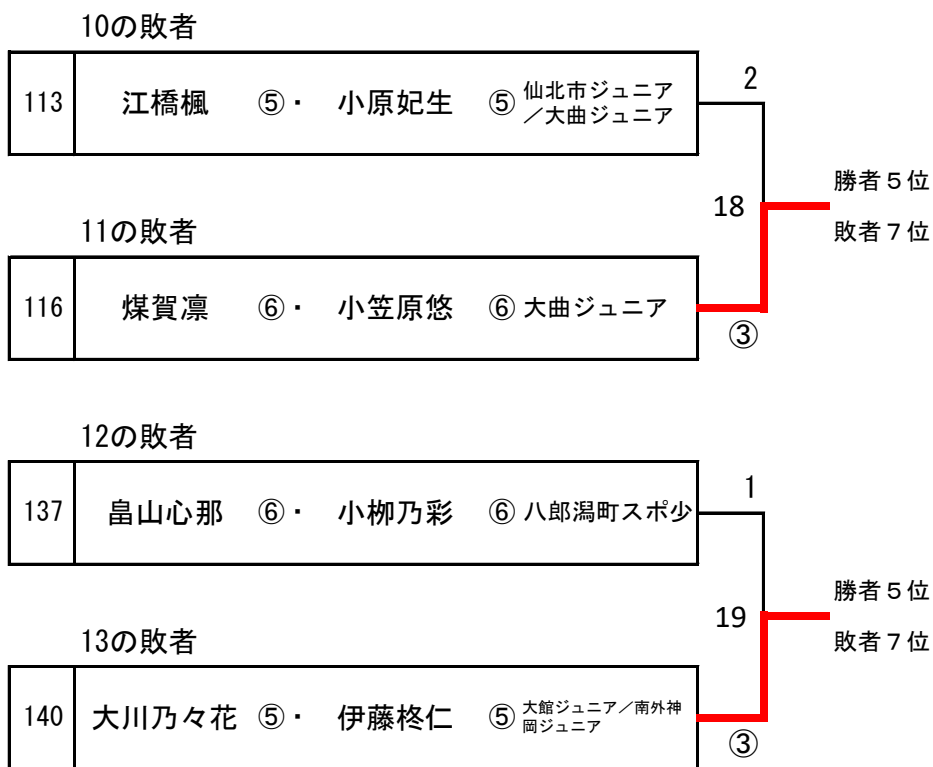 10の敗者
113 江橋楓 ⑤・ 小原妃生 ⑤ 仙北市ジュニア
／大曲ジュニア
2
18
勝者５位
敗者７位
11の敗者
116 煤賀凛 ⑥・ 小笠原悠 ⑥ 大曲ジュニア
③
12の敗者
137 畠山心那 ⑥・ 小栁乃彩 ⑥ 八郎潟町スポ少
1
19
勝者５位
敗者７位
13の敗者
140 大川乃々花 ⑤・ 伊藤柊仁 ⑤ 大館ジュニア／南外神
岡ジュニア
③